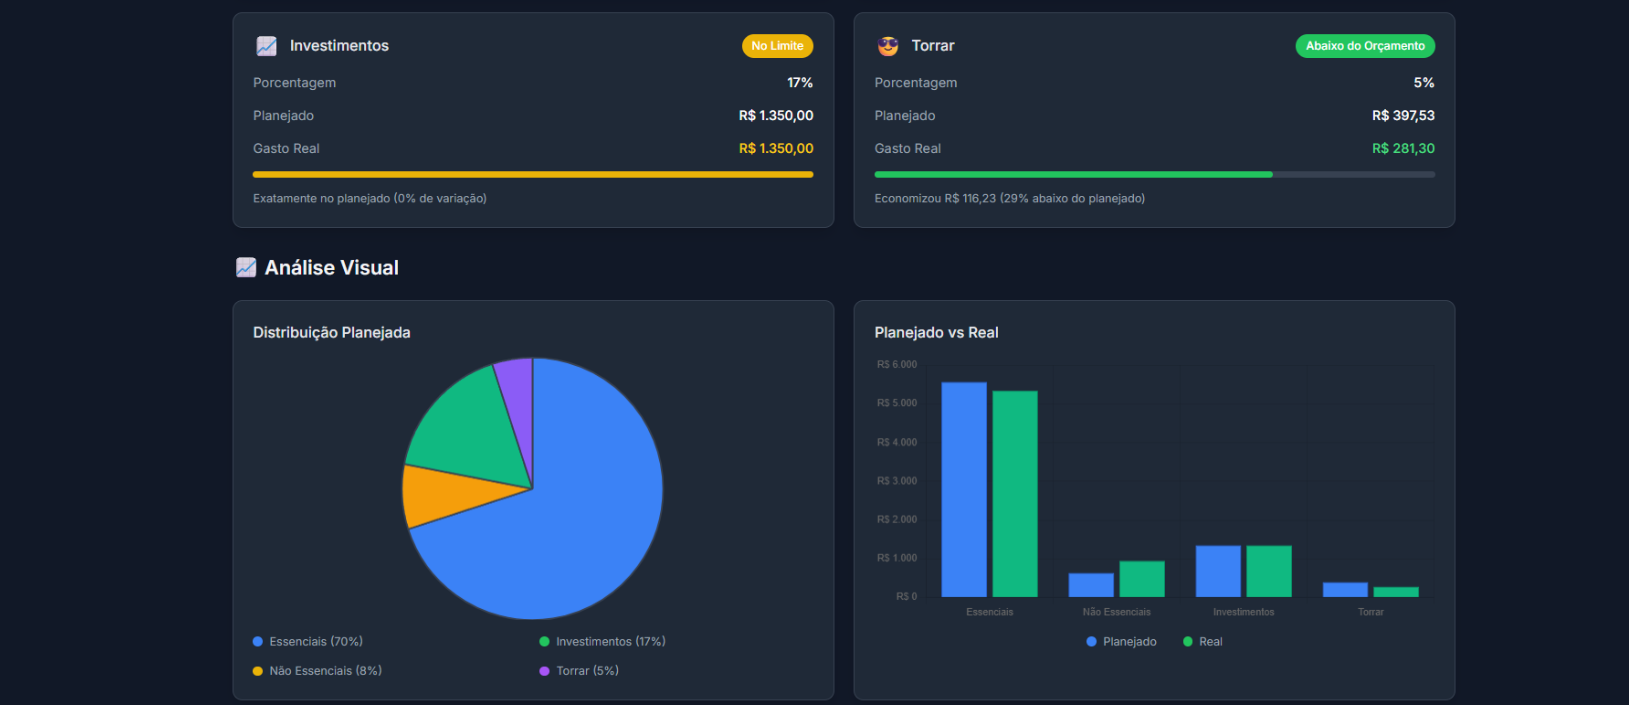 Investimentos
No Limite
Porcentagem
17%
Planejado
R$ 1.350,00
Gasto Real
R$ 1.350,00
Exatamente no planejado (0% de variação)
Torrar
Abaixo do Orçamento
Porcentagem
5%
Planejado
R$ 397,53
Gasto Real
R$ 281,30
Economizou R$ 116,23 (29% abaixo do planejado)
Análise Visual
Distribuição Planejada
Essenciais (70%)
Investimentos (17%)
Não Essenciais (8%)
Torrar (5%)
Planejado vs Real
R$ 6.000
R$ 5.000
R$ 4.000
R$ 3.000
R$ 2.000
R$ 1.000
R$ 0
Essenciais
Não Essenciais
Investimentos
Torrar
Planejado
Real